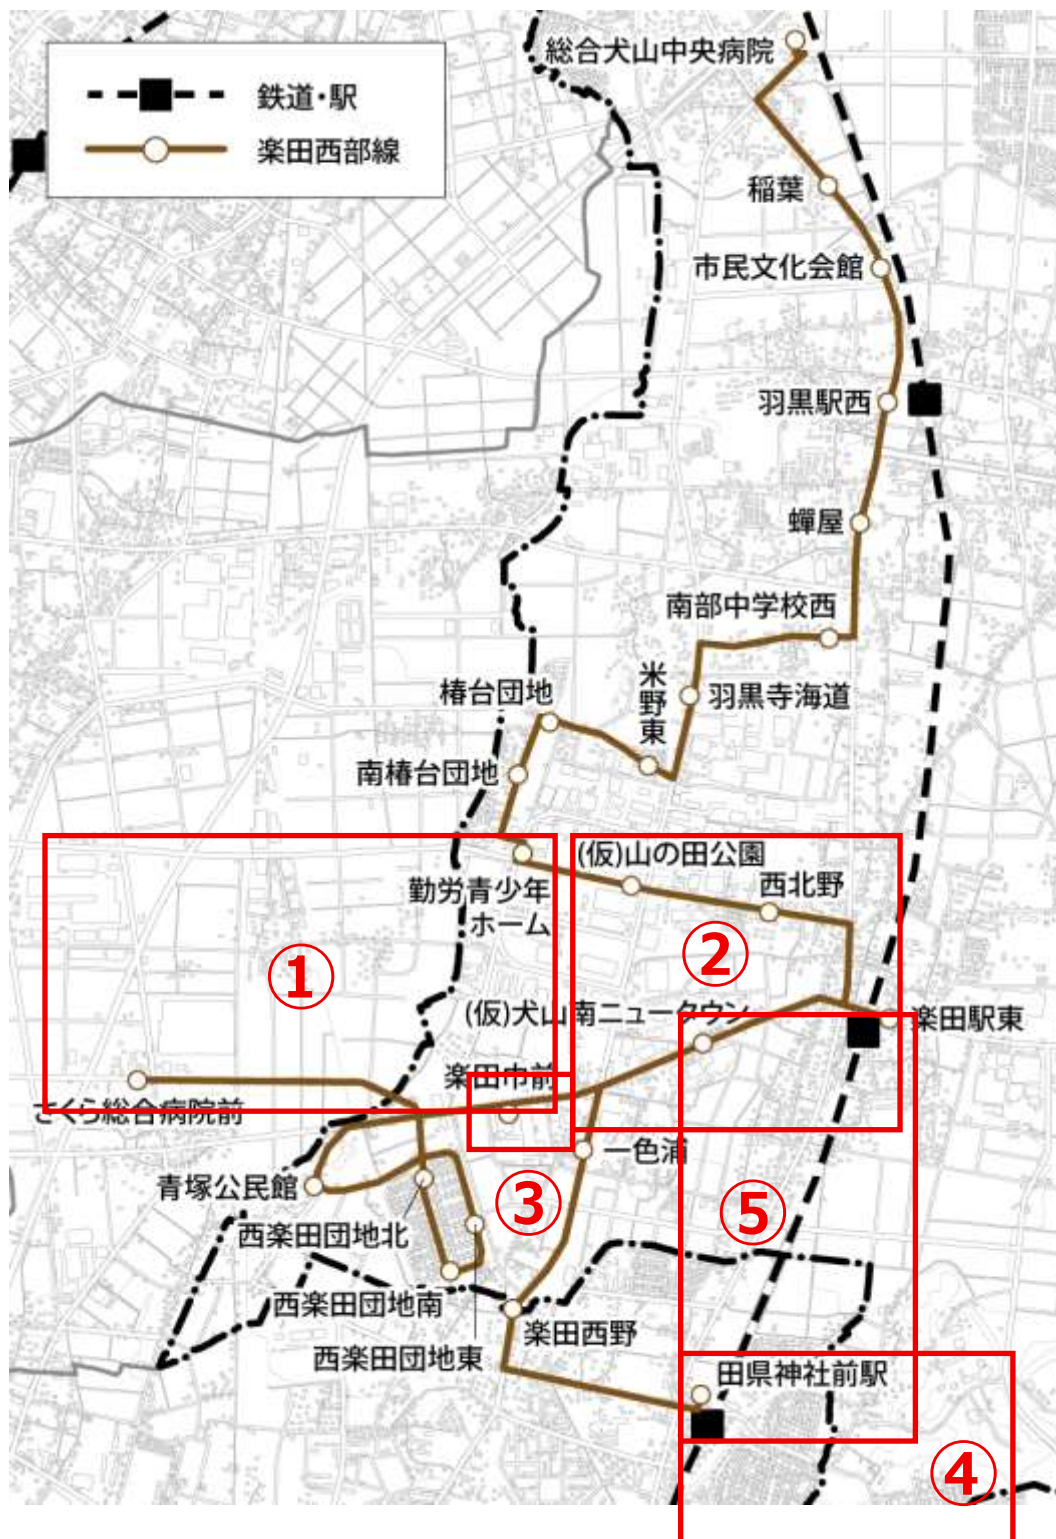 総合犬山中央病院
鉄道・駅
楽田西部線
稲葉
市民文化会館
羽黒駅西
蟬屋
南部中学校西
米野東
椿台団地
羽黒寺海道
南椿台団地
(仮)山の田公園
西北野
勤労青少年
ホーム
①
②
(仮)犬山南ニュータウン
楽田駅東
楽田中前
さくら総合病院前
一色浦
青塚公民館
③
⑤
西楽田団地北
西楽田団地南
楽田西野
西楽田団地東
田県神社前駅
④